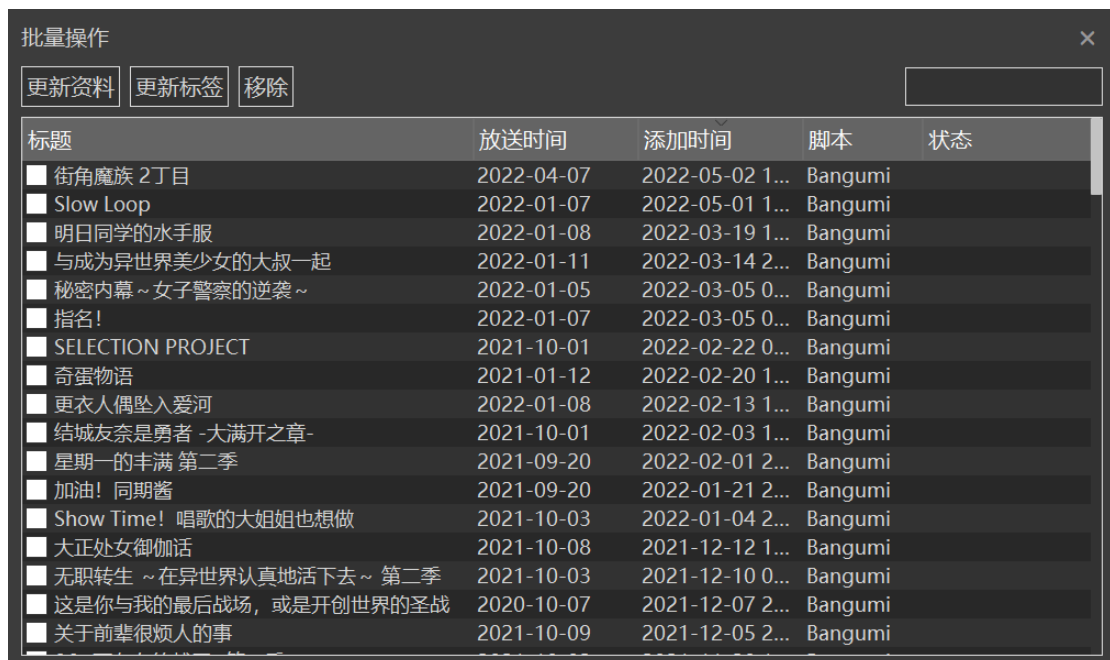 批量操作
更新资料 更新标签 移除
标题 放送时间 添加时间 脚本 状态
街角魔族 2丁目 2022-04-07 2022-05-02 1... Bangumi
Slow Loop 2022-01-07 2022-05-01 1... Bangumi
明日同学的水手服 2022-01-08 2022-03-19 1... Bangumi
与成为异世界美少女的大叔一起 2022-01-11 2022-03-14 2... Bangumi
秘密内幕～女子警察的逆袭～ 2022-01-05 2022-03-05 0... Bangumi
指名！ 2022-01-07 2022-03-05 0... Bangumi
SELECTION PROJECT 2021-10-01 2022-02-22 0... Bangumi
奇蛋物语 2021-01-12 2022-02-20 1... Bangumi
更衣人偶坠入爱河 2022-01-08 2022-02-13 1... Bangumi
结城友奈是勇者 -大满开之章- 2021-10-01 2022-02-03 1... Bangumi
星期一的丰满 第二季 2021-09-20 2022-02-01 2... Bangumi
加油！同期酱 2021-09-20 2022-01-21 2... Bangumi
Show Time！唱歌的大姐姐也想做 2021-10-03 2022-01-04 2... Bangumi
大正处女御伽话 2021-10-08 2021-12-12 1... Bangumi
无职转生 ～在异世界认真地活下去～ 第二季 2021-10-03 2021-12-10 0... Bangumi
这是你与我的最后战场，或是开创世界的圣战 2020-10-07 2021-12-07 2... Bangumi
关于前辈很烦人的事 2021-10-09 2021-12-05 2... Bangumi